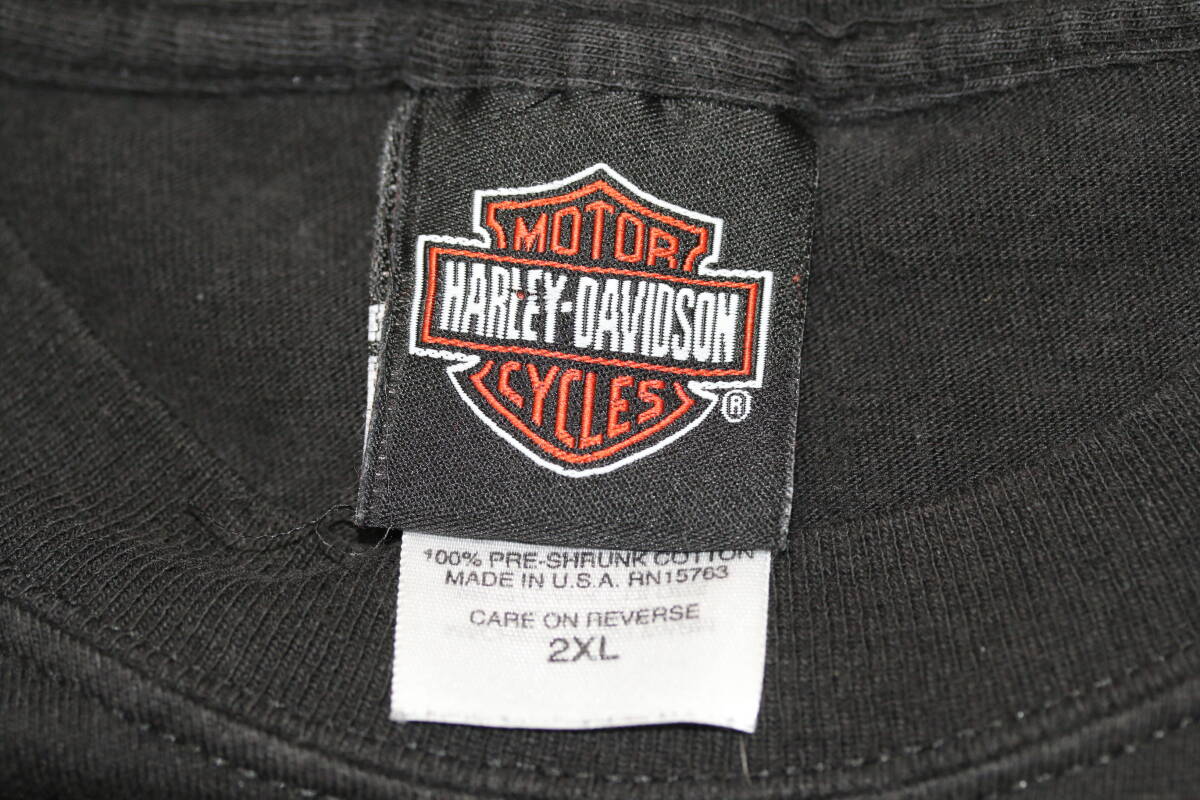 MOTOR
HARLEY-DAVIDSON
CYCLES
®
100% PRE-SHRUNK COTTON
MADE IN U.S.A. RN15763
CARE ON REVERSE
2XL